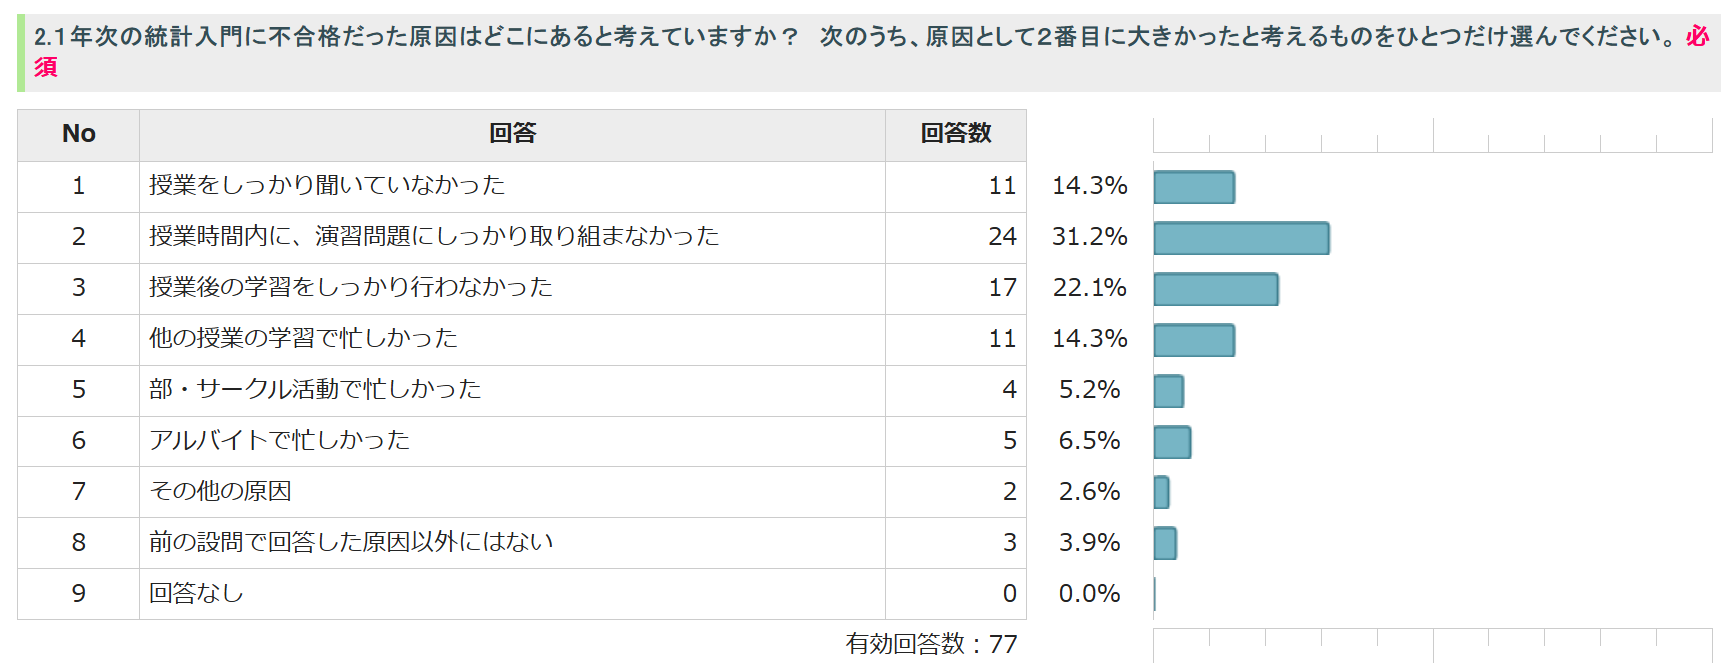 2.1年次の統計入門に不合格だった原因はどこにあると考えていますか？　次のうち、原因として2番目に大きかったと考えるものをひとつだけ選んでください。 必
須
No 回答 回答数
1 授業をしっかり聞いていなかった 11 14.3%
2 授業時間内に、演習問題にしっかり取り組まなかった 24 31.2%
3 授業後の学習をしっかり行わなかった 17 22.1%
4 他の授業の学習で忙しかった 11 14.3%
5 部・サークル活動で忙しかった 4 5.2%
6 アルバイトで忙しかった 5 6.5%
7 その他の原因 2 2.6%
8 前の設問で回答した原因以外にはない 3 3.9%
9 回答なし 0 0.0%
有効回答数：77